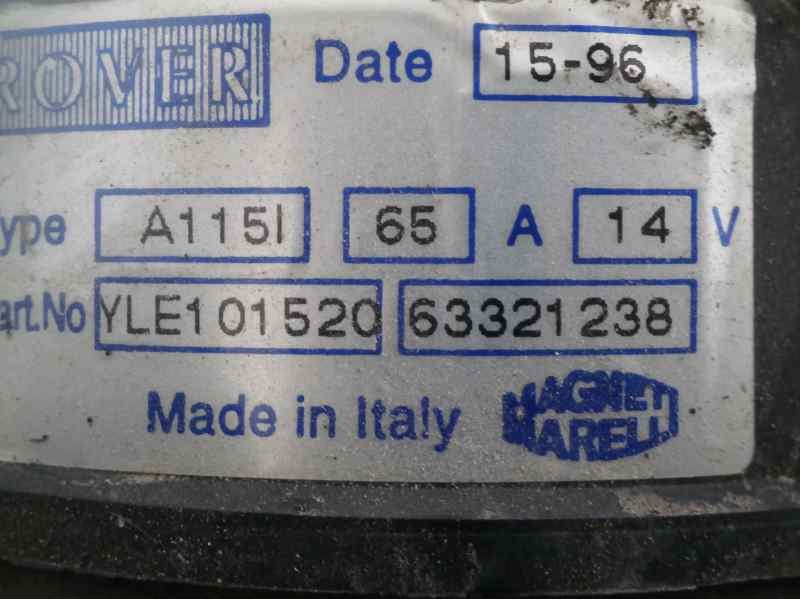 ROVER Date 15-96
ype A115I 65 A 14 V
art.No YLE101520 63321238
Made in Italy MAGNETI MARELLI